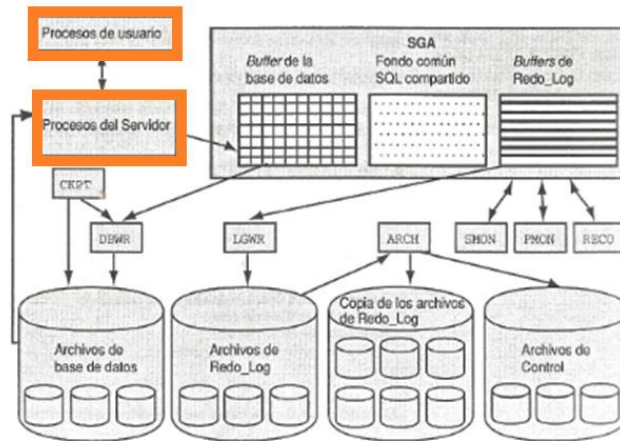 Procesos de usuario
SGA
Buffer de la
base de datos
Fondo común
SQL compartido
Buffers de
Redo_Log
Procesos del Servidor
CKPT
DBWR
LGWR
ARCH
SMON
PMON
RECO
Archivos de
base de datos
Archivos de
Redo_Log
Copia de los archivos
de Redo_Log
Archivos de
Control